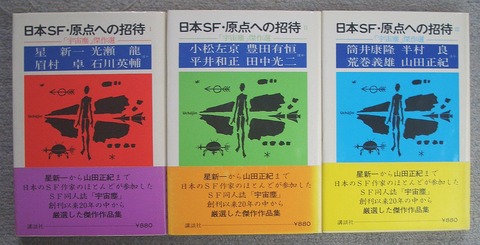 日本SF・原点への招待
「宇宙塵」傑作選
星 新一 光瀬 龍
眉村 卓 石川英輔
星新一から山田正紀まで
日本のSF作家のほとんどが参加した
SF同人誌「宇宙塵」
創刊以来20年の中から
厳選した傑作作品集
講談社
¥880
日本SF・原点への招待
「宇宙塵」傑作選
小松左京 豊田有恒
平井和正 田中光二
星新一から山田正紀まで
日本のSF作家のほとんどが参加した
SF同人誌「宇宙塵」
創刊以来20年の中から
厳選した傑作作品集
講談社
¥880
日本SF・原点への招待
「宇宙塵」傑作選
筒井康隆 半村 良
荒巻義雄 山田正紀
星新一から山田正紀まで
日本のSF作家のほとんどが参加した
SF同人誌「宇宙塵」
創刊以来20年の中から
厳選した傑作作品集
講談社
¥880